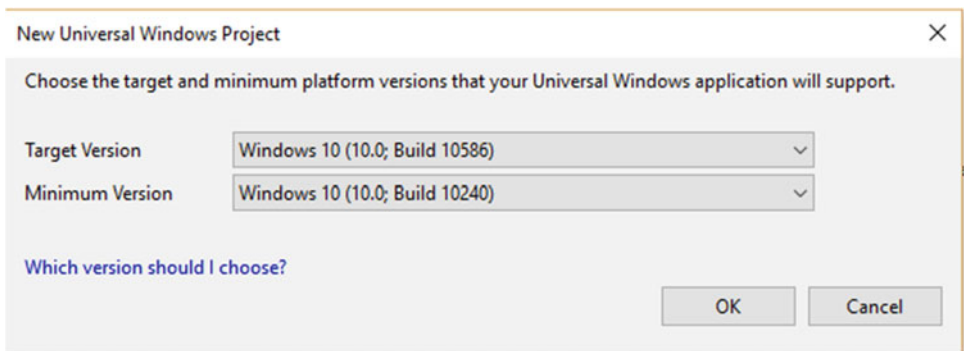 New Universal Windows Project
Choose the target and minimum platform versions that your Universal Windows application will support.
Target Version Windows 10 (10.0; Build 10586)
Minimum Version Windows 10 (10.0; Build 10240)
Which version should I choose?
OK Cancel